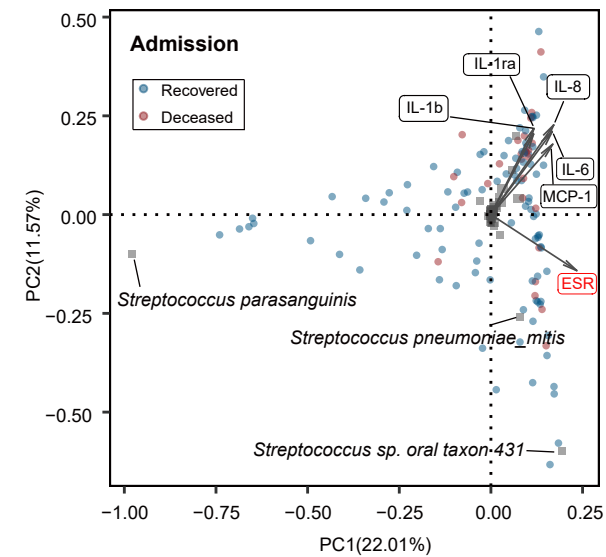 Admission
Recovered
Deceased
IL-1ra
IL-8
IL-1b
IL-6
MCP-1
ESR
Streptococcus parasanguinis
Streptococcus pneumoniae_mitis
Streptococcus sp. oral taxon 431
0.50
0.25
0.00
−0.25
−0.50
PC2(11.57%)
−1.00 −0.75 −0.50 −0.25 0.00 0.25
PC1(22.01%)